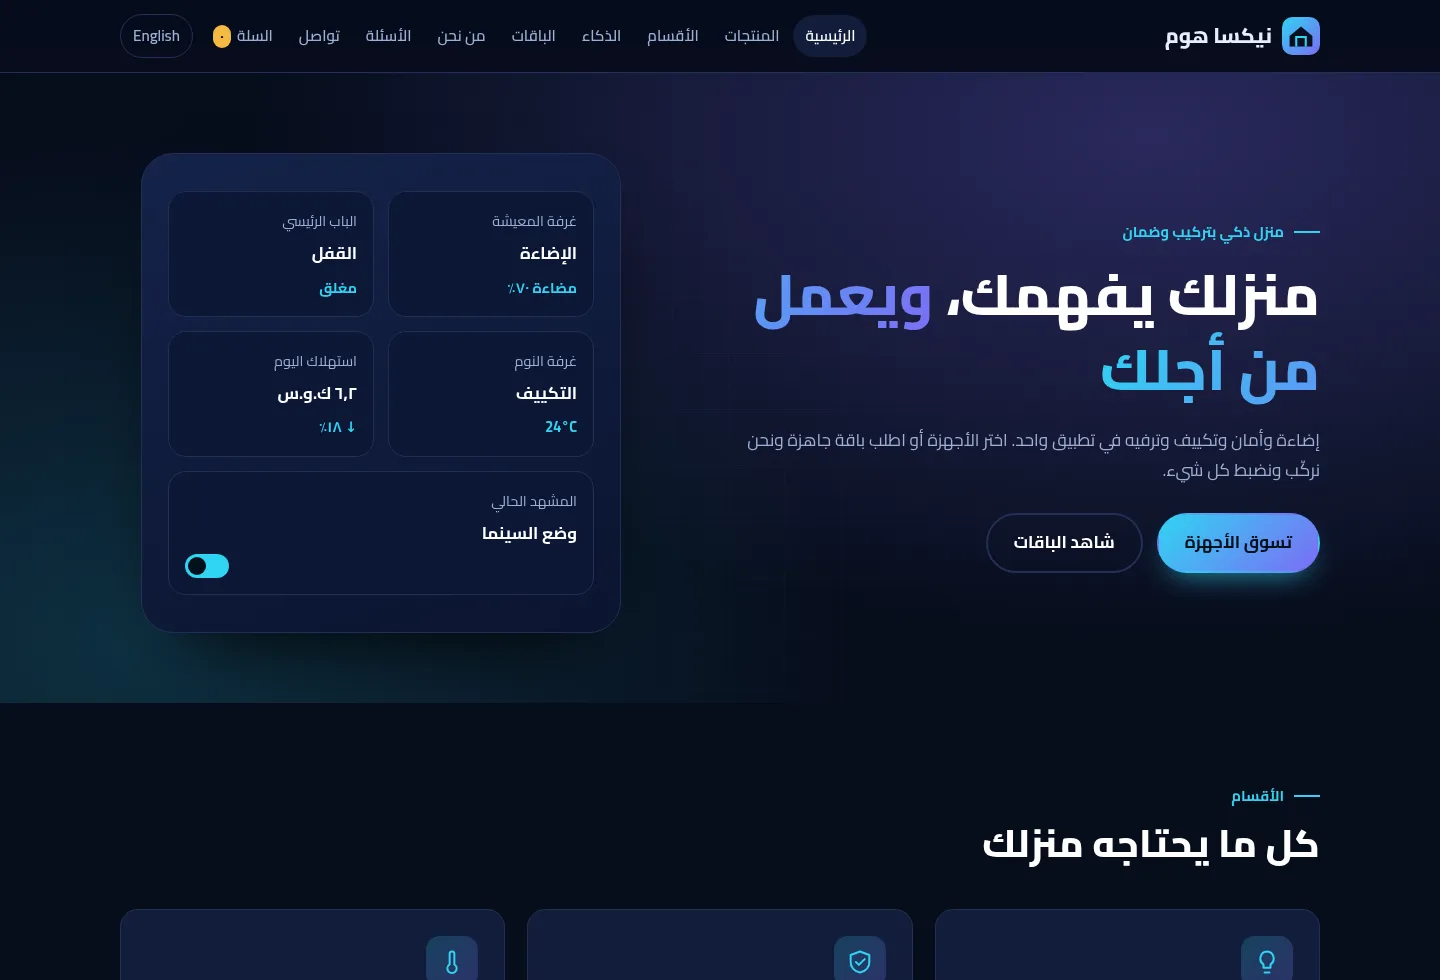 نيكسا هوم
الرئيسية
المنتجات
الأقسام
الذكاء
الباقات
من نحن
الأسئلة
تواصل
السلة ٠
English
منزل ذكي بتركيب وضمان
منزلك يفهمك، ويعمل
من أجلك
إضاءة وأمان وتكييف وترفيه في تطبيق واحد. اختر الأجهزة أو اطلب باقة جاهزة ونحن
نركّب ونضبط كل شيء.
تسوق الأجهزة
شاهد الباقات
غرفة المعيشة
الإضاءة
مضاءة ٧٠٪
الباب الرئيسي
القفل
مغلق
غرفة النوم
التكييف
24°C
استهلاك اليوم
٦٫٢ ك.و.س
↓ ١٨٪
المشهد الحالي
وضع السينما
الأقسام
كل ما يحتاجه منزلك